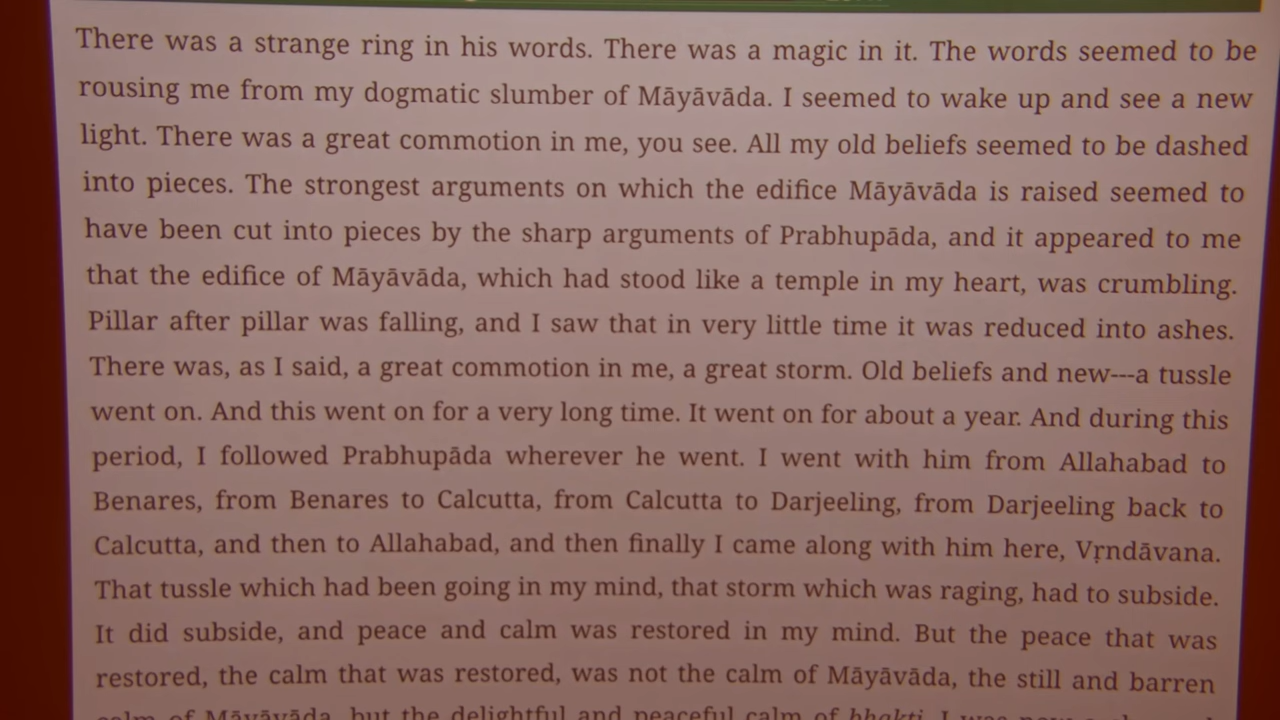 There was a strange ring in his words. There was a magic in it. The words seemed to be
rousing me from my dogmatic slumber of Māyāvāda. I seemed to wake up and see a new
light. There was a great commotion in me, you see. All my old beliefs seemed to be dashed
into pieces. The strongest arguments on which the edifice Māyāvāda is raised seemed to
have been cut into pieces by the sharp arguments of Prabhupāda, and it appeared to me
that the edifice of Māyāvāda, which had stood like a temple in my heart, was crumbling.
Pillar after pillar was falling, and I saw that in very little time it was reduced into ashes.
There was, as I said, a great commotion in me, a great storm. Old beliefs and new---a tussle
went on. And this went on for a very long time. It went on for about a year. And during this
period, I followed Prabhupāda wherever he went. I went with him from Allahabad to
Benares, from Benares to Calcutta, from Calcutta to Darjeeling, from Darjeeling back to
Calcutta, and then to Allahabad, and then finally I came along with him here, Vṛndāvana.
That tussle which had been going in my mind, that storm which was raging, had to subside.
It did subside, and peace and calm was restored in my mind. But the peace that was
restored, the calm that was restored, was not the calm of Māyāvāda, the still and barren
calm of Māyāvāda, but the delightful and peaceful calm of bhakti. I was